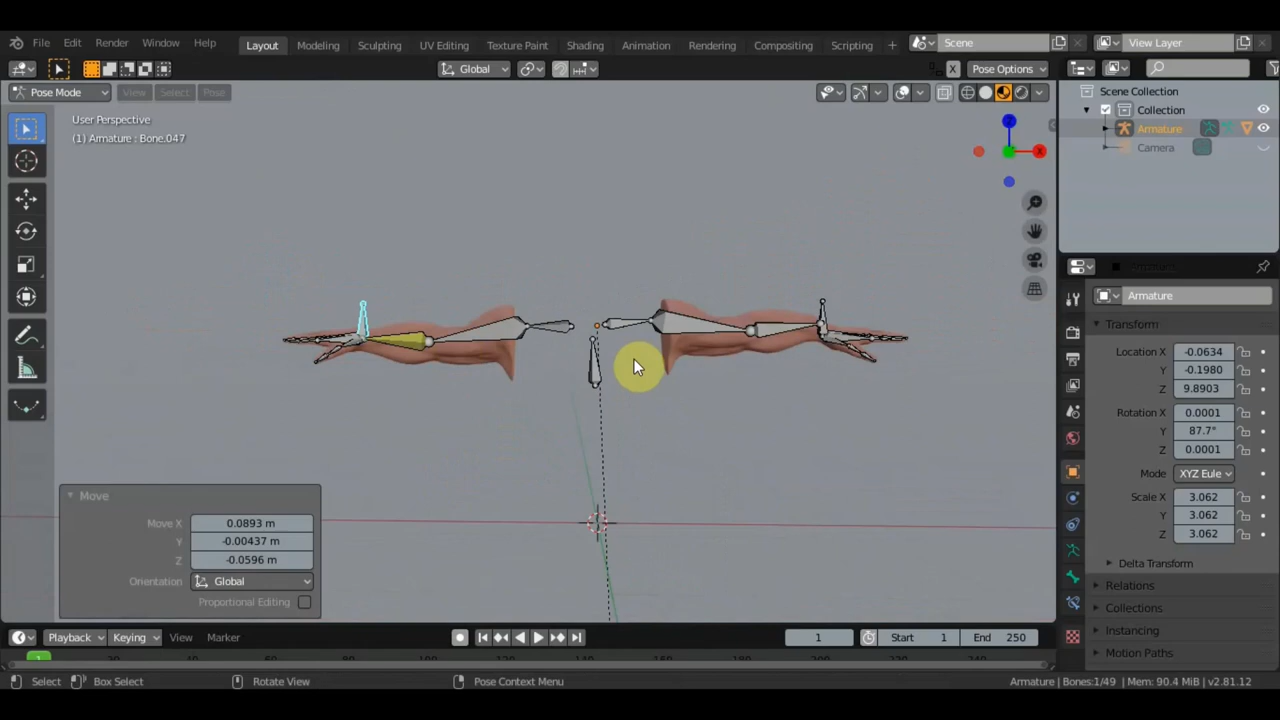 File Edit Render Window Help Layout Modeling Sculpting UV Editing Texture Paint Shading Animation Rendering Compositing Scripting + Scene View Layer
Global X Pose Options
Pose Mode View Select Pose
User Perspective
(1) Armature : Bone.047
Z
X
Scene Collection
Collection
Armature
Camera
Armature
Transform
Location X -0.0634
Y -0.1980
Z 9.8903
Rotation X 0.0001
Y 87.7°
Z 0.0001
Mode XYZ Eule
Scale X 3.062
Y 3.062
Z 3.062
Delta Transform
Relations
Collections
Instancing
Motion Paths
Move
Move X 0.0893 m
Y -0.00437 m
Z -0.0596 m
Orientation Global
Proportional Editing
Playback Keying View Marker 1 Start 1 End 250
1
Select Box Select Rotate View Pose Context Menu Armature | Bones:1/49 | Mem: 90.4 MiB | v2.81.12